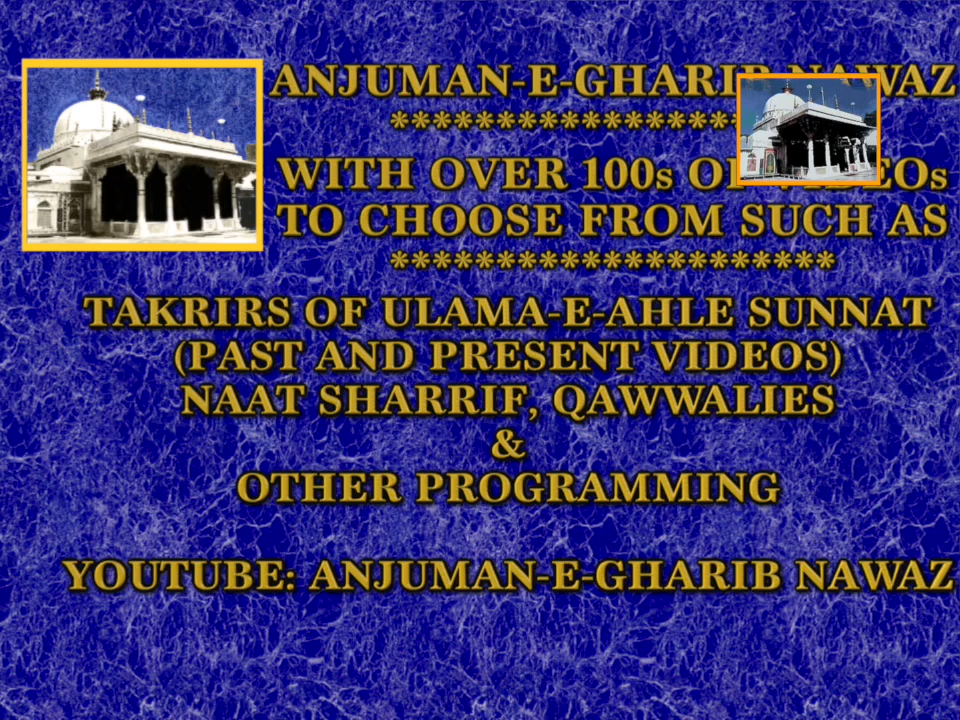 ANJUMAN-E-GHARIB NAWAZ
*********************
WITH OVER 100s
TO CHOOSE FROM SUCH AS
*********************
TAKRIRS OF ULAMA-E-AHLE SUNNAT
(PAST AND PRESENT VIDEOS)
NAAT SHARRIF, QAWWALIES
&
OTHER PROGRAMMING
YOUTUBE: ANJUMAN-E-GHARIB NAWAZ